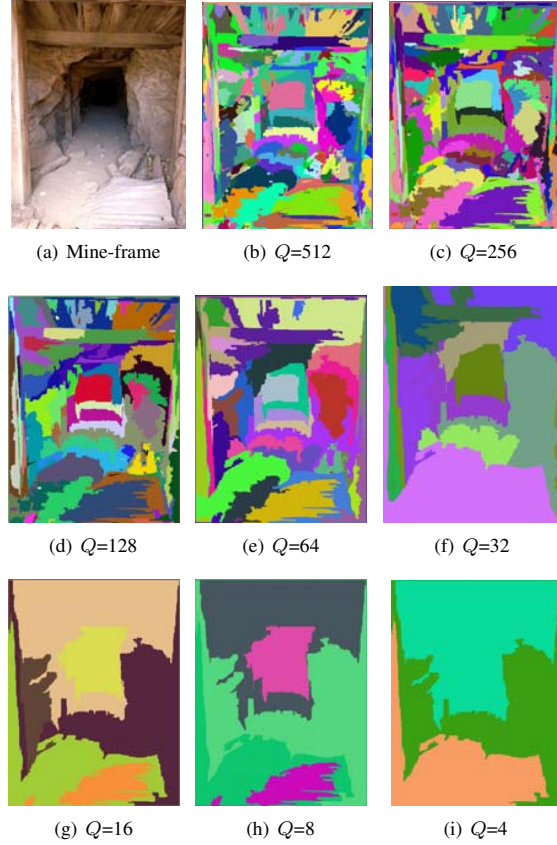 (a) Mine-frame
(b) Q=512
(c) Q=256
(d) Q=128
(e) Q=64
(f) Q=32
(g) Q=16
(h) Q=8
(i) Q=4